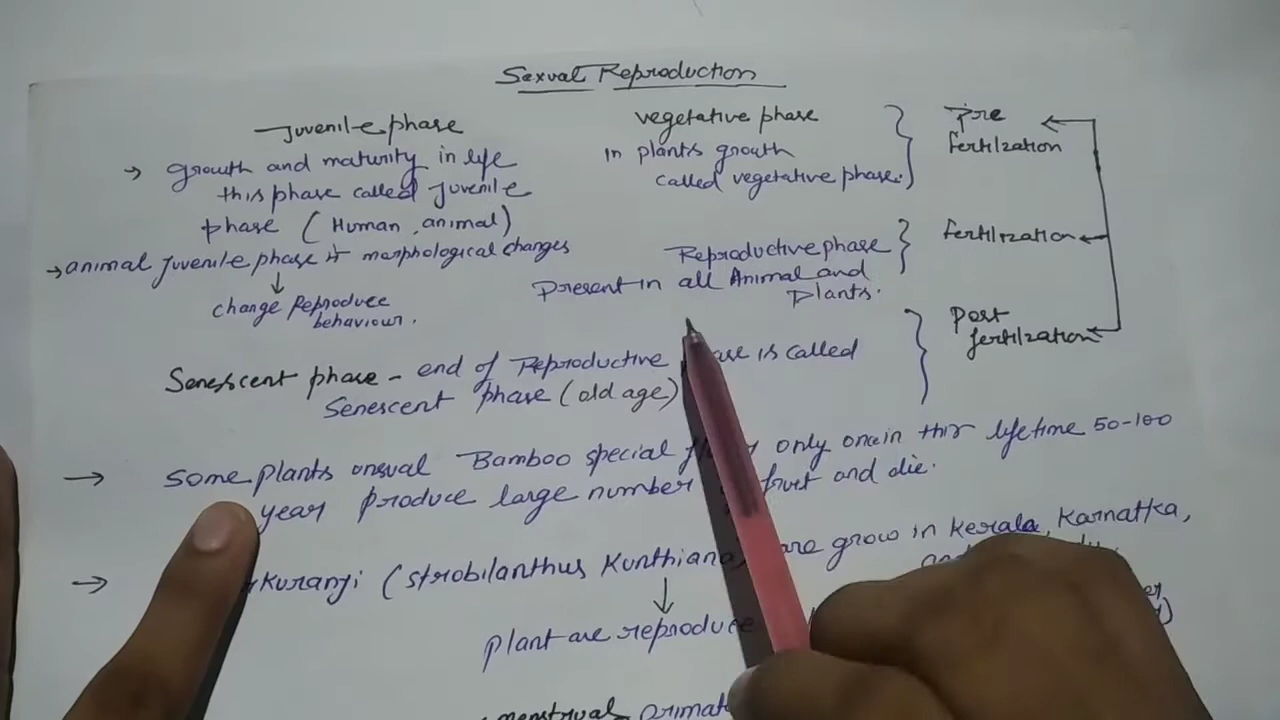 Sexual Reproduction
Juvenile phase
→ growth and maturity in life
this phase called Juvenile
phase (Human, animal)
→ animal Juvenile phase it morphological changes
↓
change Reproduce
behaviour.
vegetative phase
in plants growth
called vegetative phase.
Reproductive phase
Present in all Animal and
Plants.
Pre
fertilization
fertilization
Post
fertilization
Senescent phase - end of Reproductive is called
Senescent phase (old age)
→ some plants unsual Bamboo special only once in thir lifetime 50-100
year produce large number fruit and die.
→ kuranji (strobilanthus Kunthiana) are grow in kerala, Karnatka,
↓
plant are reproduce
menstrual